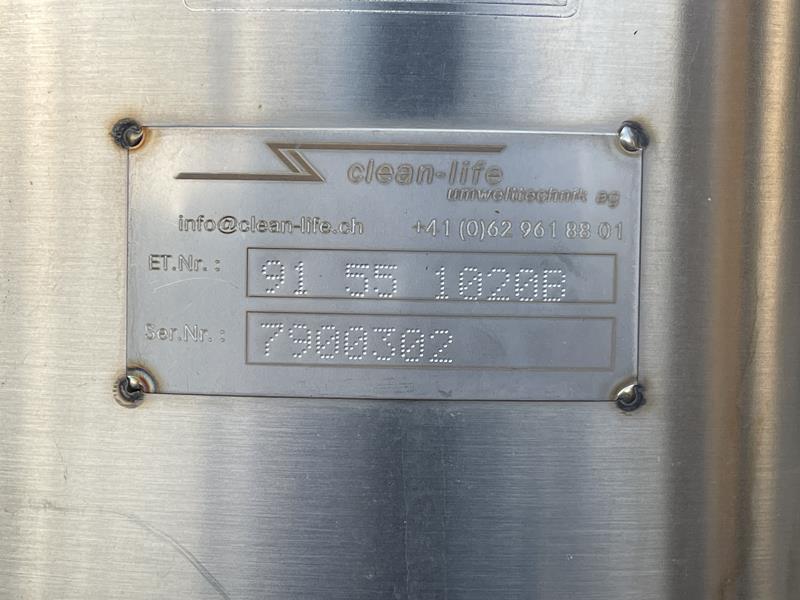 clean-life
umwelttechnik ag
info@clean-life.ch +41 (0)62 961 88 01
ET.Nr.: 91 55 1020B
Ser.Nr.: 7900302